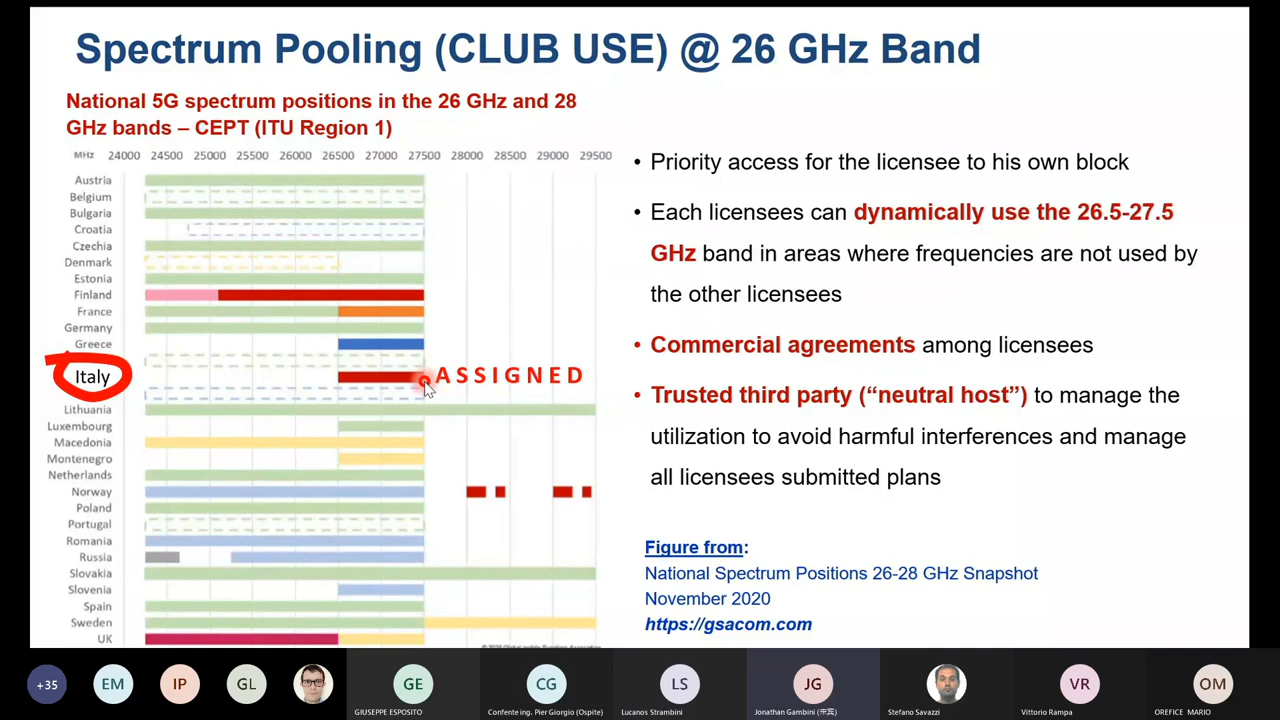 Spectrum Pooling (CLUB USE) @ 26 GHz Band
National 5G spectrum positions in the 26 GHz and 28
GHz bands – CEPT (ITU Region 1)
MHz 24000 24500 25000 25500 26000 26500 27000 27500 28000 28500 29000 29500
Austria
Belgium
Bulgaria
Croatia
Czechia
Denmark
Estonia
Finland
France
Germany
Greece
Italy
ASSIGNED
Lithuania
Luxembourg
Macedonia
Montenegro
Netherlands
Norway
Poland
Portugal
Romania
Russia
Slovakia
Slovenia
Spain
Sweden
UK
• Priority access for the licensee to his own block
• Each licensees can dynamically use the 26.5-27.5
GHz band in areas where frequencies are not used by
the other licensees
• Commercial agreements among licensees
• Trusted third party (“neutral host”) to manage the
utilization to avoid harmful interferences and manage
all licensees submitted plans
Figure from:
National Spectrum Positions 26-28 GHz Snapshot
November 2020
https://gsacom.com
+35
EM
IP
GL
GE
CG
LS
JG
VR
OM
GIUSEPPE ESPOSITO
Confente ing. Pier Giorgio (Ospite)
Lucanos Strambini
Jonathan Gambini (宾宾)
Stefano Savazzi
Vittorio Rampa
OREFICE MARIO